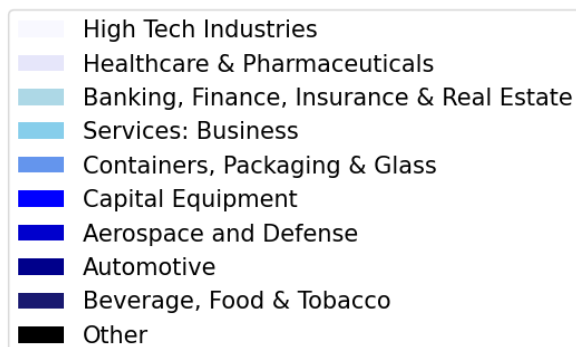 High Tech Industries
Healthcare & Pharmaceuticals
Banking, Finance, Insurance & Real Estate
Services: Business
Containers, Packaging & Glass
Capital Equipment
Aerospace and Defense
Automotive
Beverage, Food & Tobacco
Other